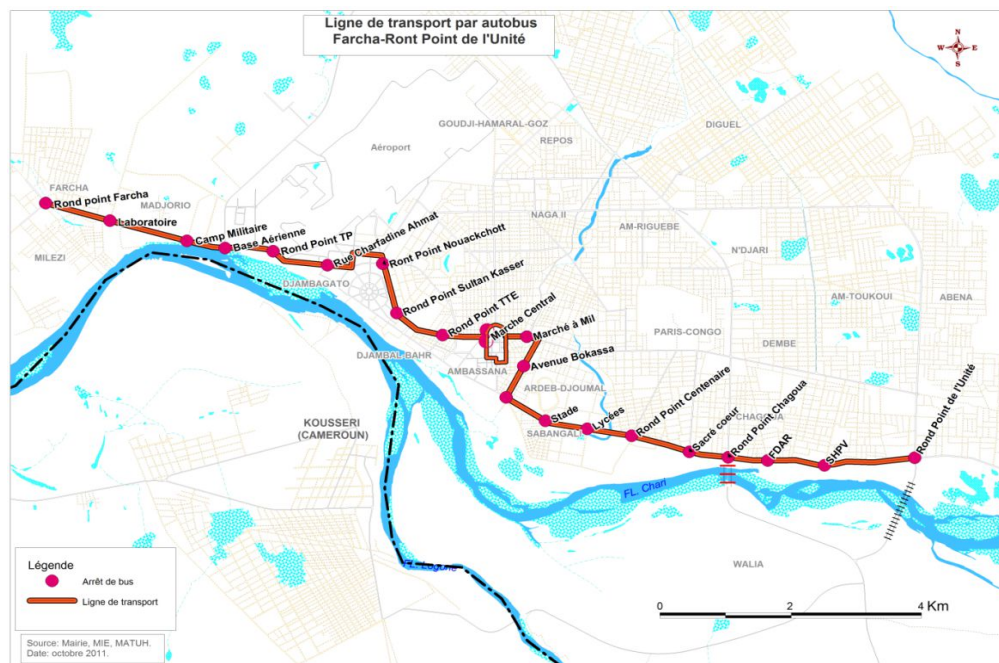 Ligne de transport par autobus
Farcha-Ront Point de l'Unité
N
W E
S
DIGUEL
GOUDJI-HAMARAL-GOZ
REPOS
Aéroport
FARCHA
Rond point Farcha
MADJORIO
Laboratoire
NAGA II
AM-RIGUEBE
Camp Militaire
Base Aérienne
Rond Point TP
Rue Charfadine Ahmat
Ront Point Nouackchott
N'DJARI
MILEZI
DJAMBAGATO
Rond Point Sultan Kasser
AM-TOUKOUI
ABENA
Rond Point TTE
Marche Central
Marché à Mil
PARIS-CONGO
DEMBE
DJAMBAL-BAHR
AMBASSANA
Avenue Bokassa
ARDEB-DJOUMAL
KOUSSERI
(CAMEROUN)
Stade
Lycées
SABANGALI
Rond Point Centenaire
Sacré coeur
Rond Point Chagoua
CHAGOUA
FDAR
SHPV
Rond Point de l'Unité
FL. Chari
FL. Logone
WALIA
Légende
Arrêt de bus
Ligne de transport
0 2 4 Km
Source: Mairie, MIE, MATUH.
Date: octobre 2011.